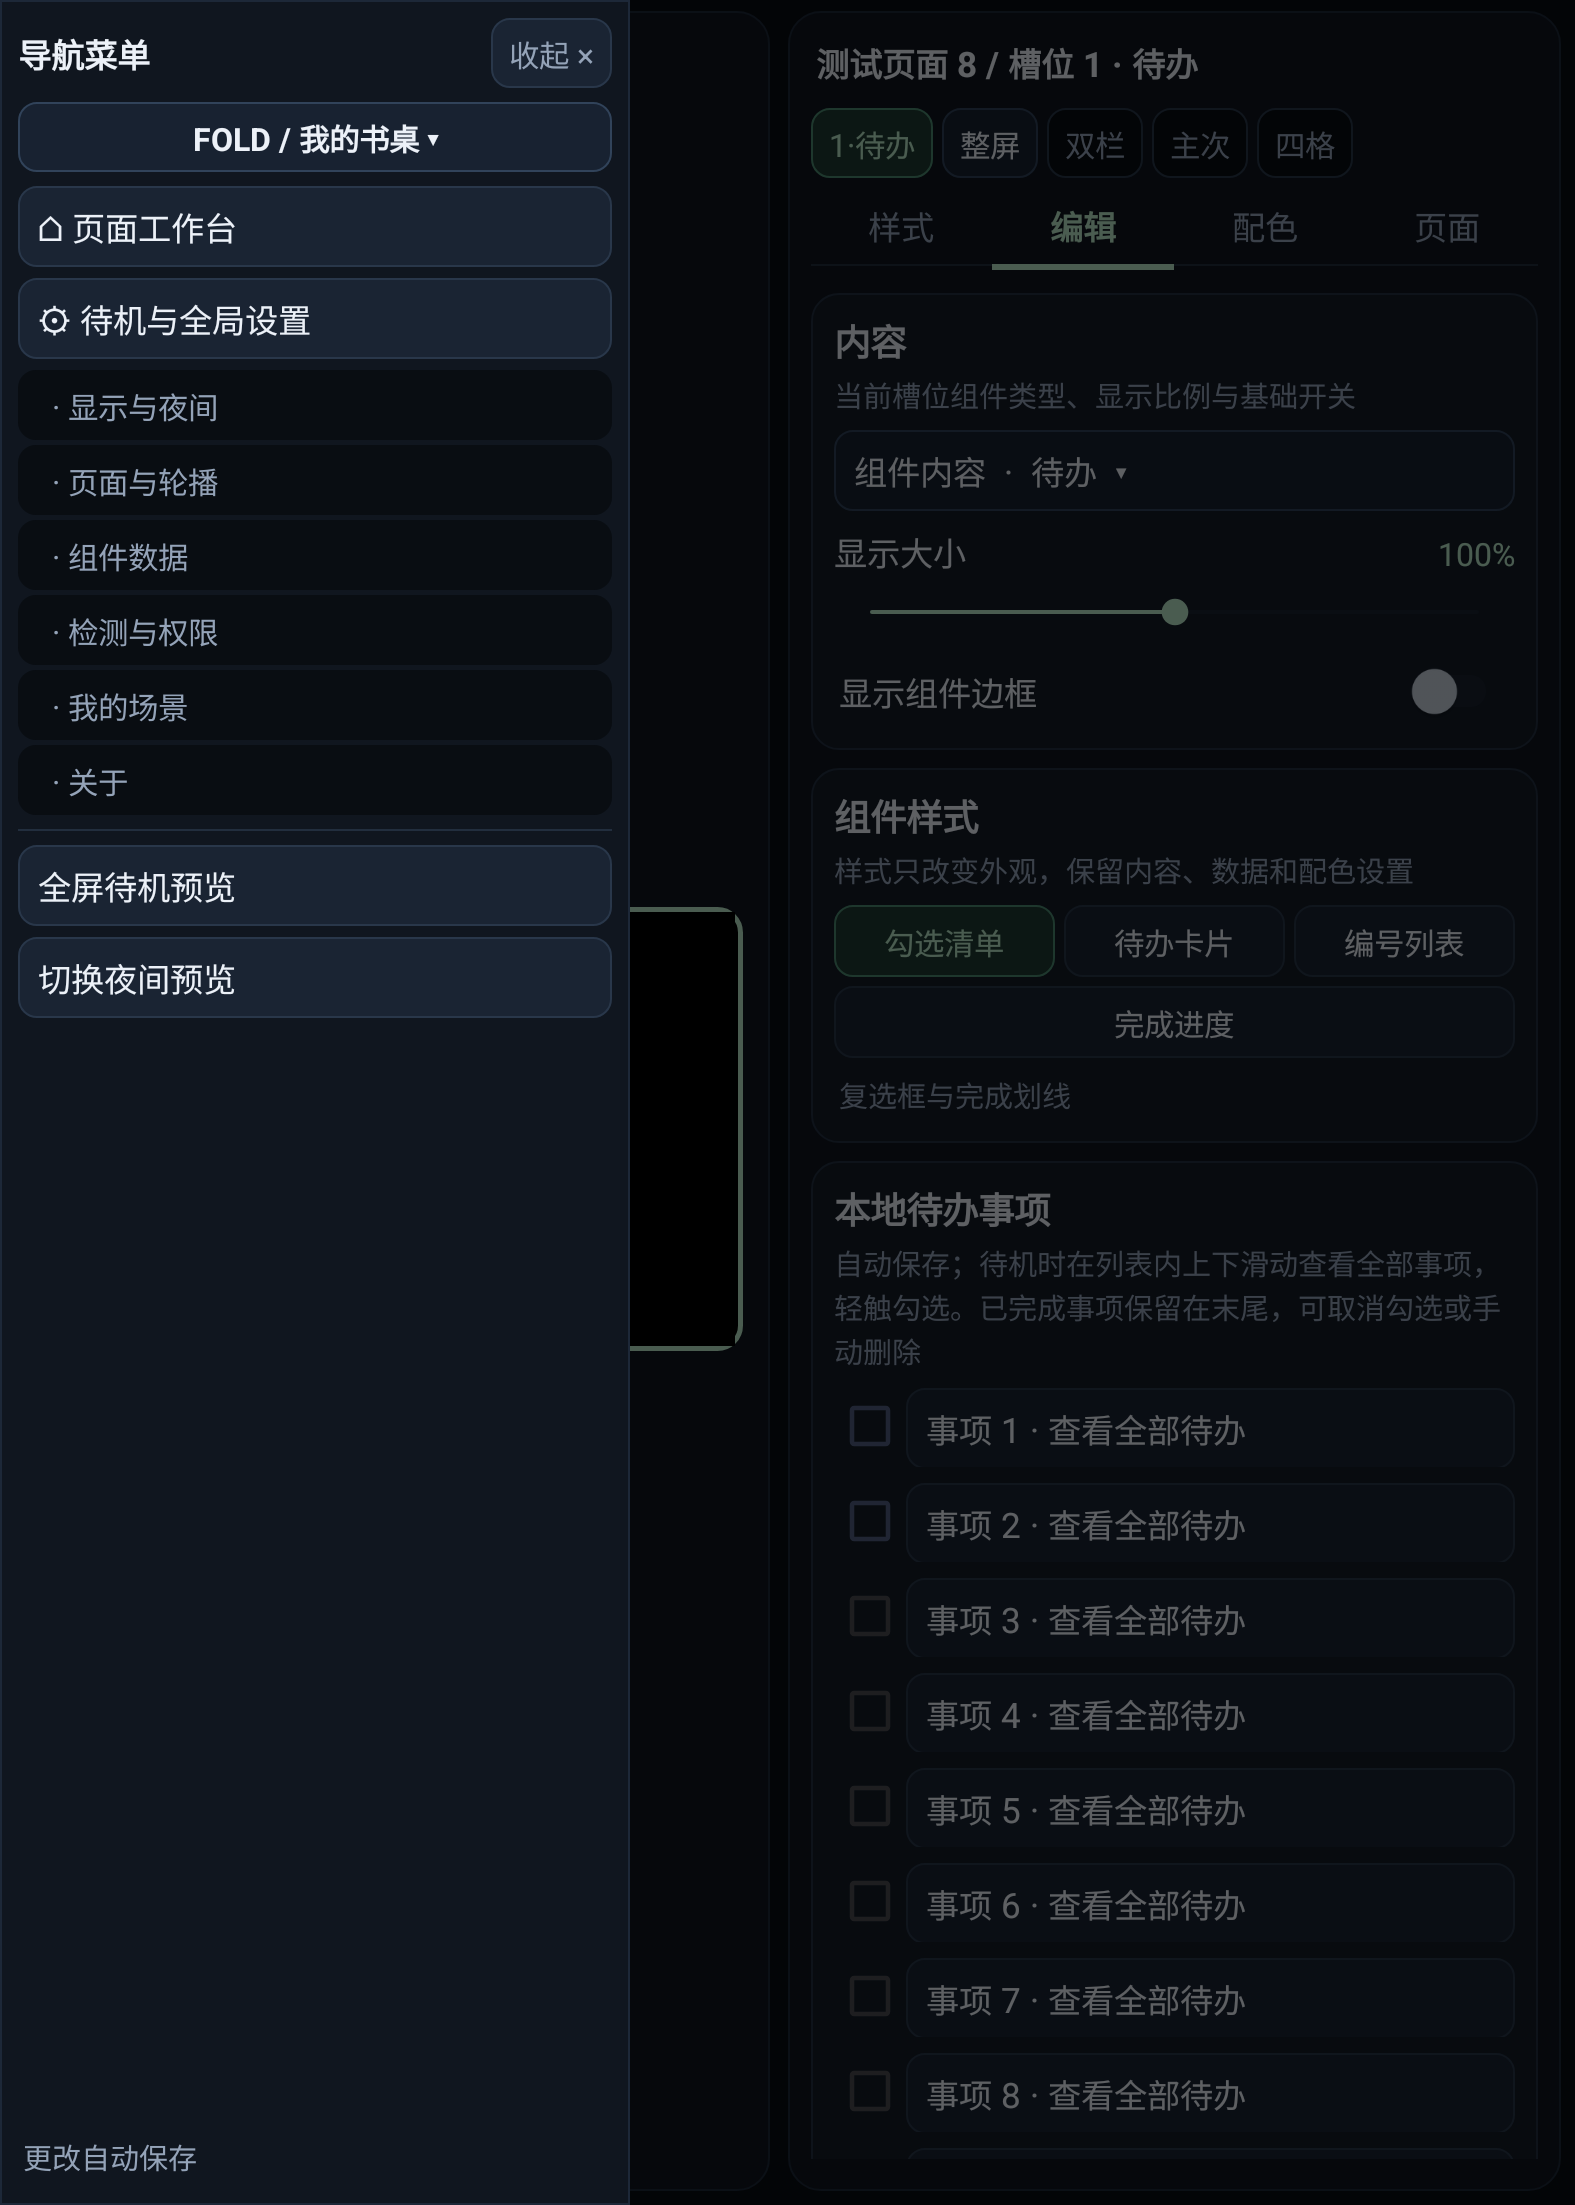 导航菜单
收起 ×
FOLD / 我的书桌 ▾
⌂ 页面工作台
⚙ 待机与全局设置
· 显示与夜间
· 页面与轮播
· 组件数据
· 检测与权限
· 我的场景
· 关于
全屏待机预览
切换夜间预览
更改自动保存
测试页面 8 / 槽位 1 · 待办
1·待办
整屏
双栏
主次
四格
样式
编辑
配色
页面
内容
当前槽位组件类型、显示比例与基础开关
组件内容 · 待办 ▾
显示大小
100%
显示组件边框
组件样式
样式只改变外观，保留内容、数据和配色设置
勾选清单
待办卡片
编号列表
完成进度
复选框与完成划线
本地待办事项
自动保存；待机时在列表内上下滑动查看全部事项，
轻触勾选。已完成事项保留在末尾，可取消勾选或手
动删除
事项 1 · 查看全部待办
事项 2 · 查看全部待办
事项 3 · 查看全部待办
事项 4 · 查看全部待办
事项 5 · 查看全部待办
事项 6 · 查看全部待办
事项 7 · 查看全部待办
事项 8 · 查看全部待办